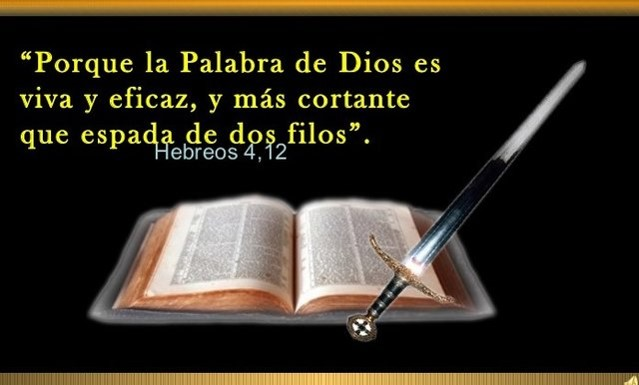 “Porque la Palabra de Dios es
viva y eficaz, y más cortante
que espada de dos filos”.
Hebreos 4,12